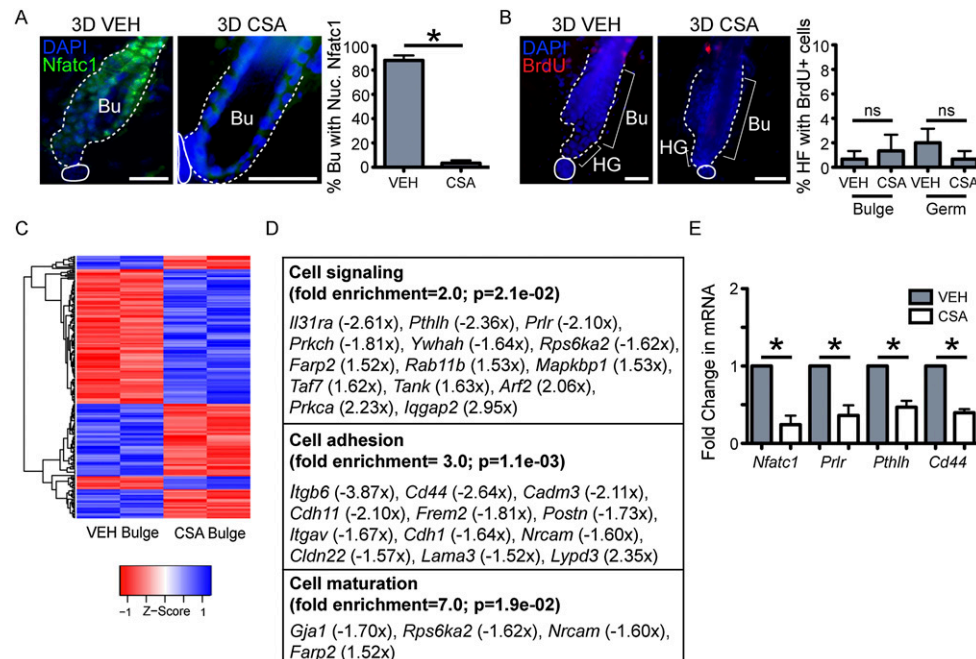 A
3D VEH
3D CSA
DAPI
Nfatc1
Bu
Bu
% Bu with Nuc. Nfatc1
100
90
80
70
60
50
40
30
20
10
0
*
VEH
CSA
B
3D VEH
3D CSA
DAPI
BrdU
Bu
HG
Bu
HG
% HF with BrdU+ cells
10
8
6
4
2
0
ns
ns
VEH CSA VEH CSA
Bulge Germ
C
VEH Bulge CSA Bulge
-1 Z-Score 1
D
Cell signaling
(fold enrichment=2.0; p=2.1e-02)
Il31ra (-2.61x), Pthlh (-2.36x), Prlr (-2.10x),
Prkch (-1.81x), Ywhah (-1.64x), Rps6ka2 (-1.62x),
Farp2 (1.52x), Rab11b (1.53x), Mapkbp1 (1.53x),
Taf7 (1.62x), Tank (1.63x), Arf2 (2.06x),
Prkca (2.23x), Iqgap2 (2.95x)
Cell adhesion
(fold enrichment= 3.0; p=1.1e-03)
Itgb6 (-3.87x), Cd44 (-2.64x), Cadm3 (-2.11x),
Cdh11 (-2.10x), Frem2 (-1.81x), Postn (-1.73x),
Itgav (-1.67x), Cdh1 (-1.64x), Nrcam (-1.60x),
Cldn22 (-1.57x), Lama3 (-1.52x), Lypd3 (2.35x)
Cell maturation
(fold enrichment=7.0; p=1.9e-02)
Gja1 (-1.70x), Rps6ka2 (-1.62x), Nrcam (-1.60x),
Farp2 (1.52x)
E
VEH
CSA
Fold Change in mRNA
2
1
0
* * * *
Nfatc1 Prlr Pthlh Cd44